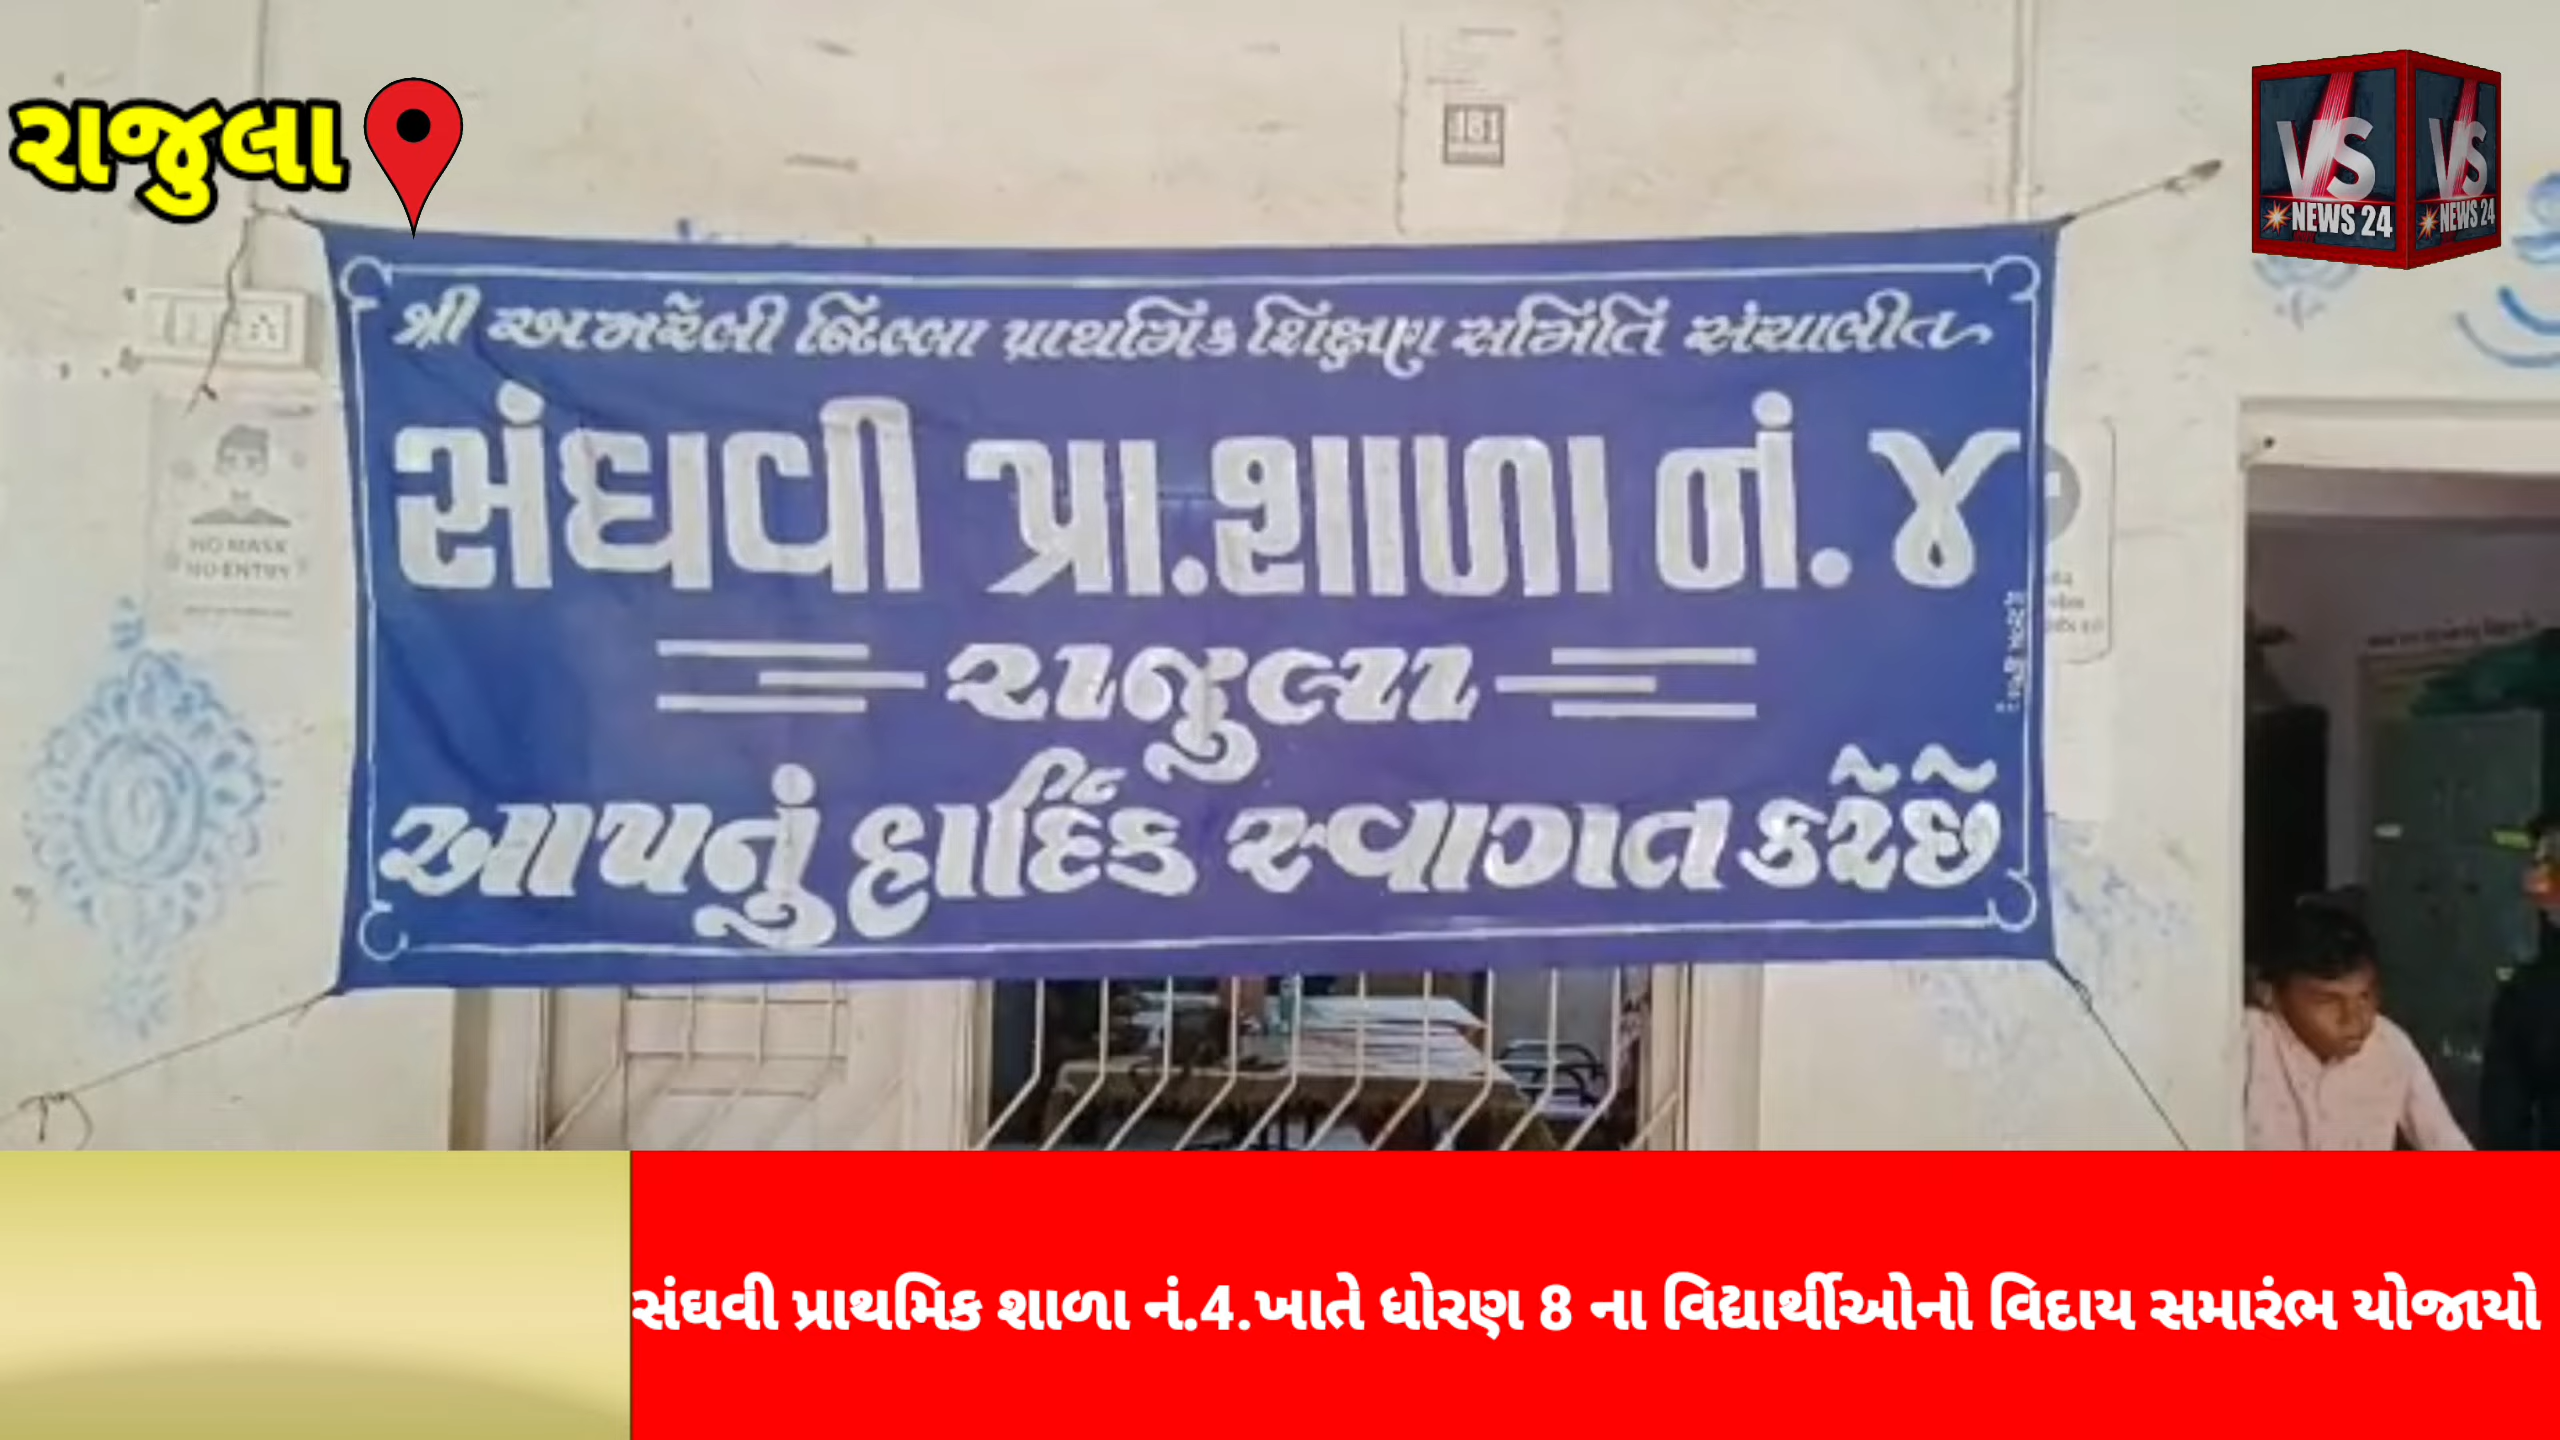 રાજુલા
VS
NEWS 24
VS
NEWS 24
181
શ્રી અમરેલી જિલ્લા પ્રાથમિક શિક્ષણ સમિતિ સંચાલીત
સંઘવી પ્રા.શાળા નં.૪
રાજુલા
આપનું હાર્દિક સ્વાગત કરે છે
NO MASK
NO ENTRY
સંઘવી પ્રાથમિક શાળા નં.4.ખાતે ધોરણ 8 ના વિદ્યાર્થીઓનો વિદાય સમારંભ યોજાયો